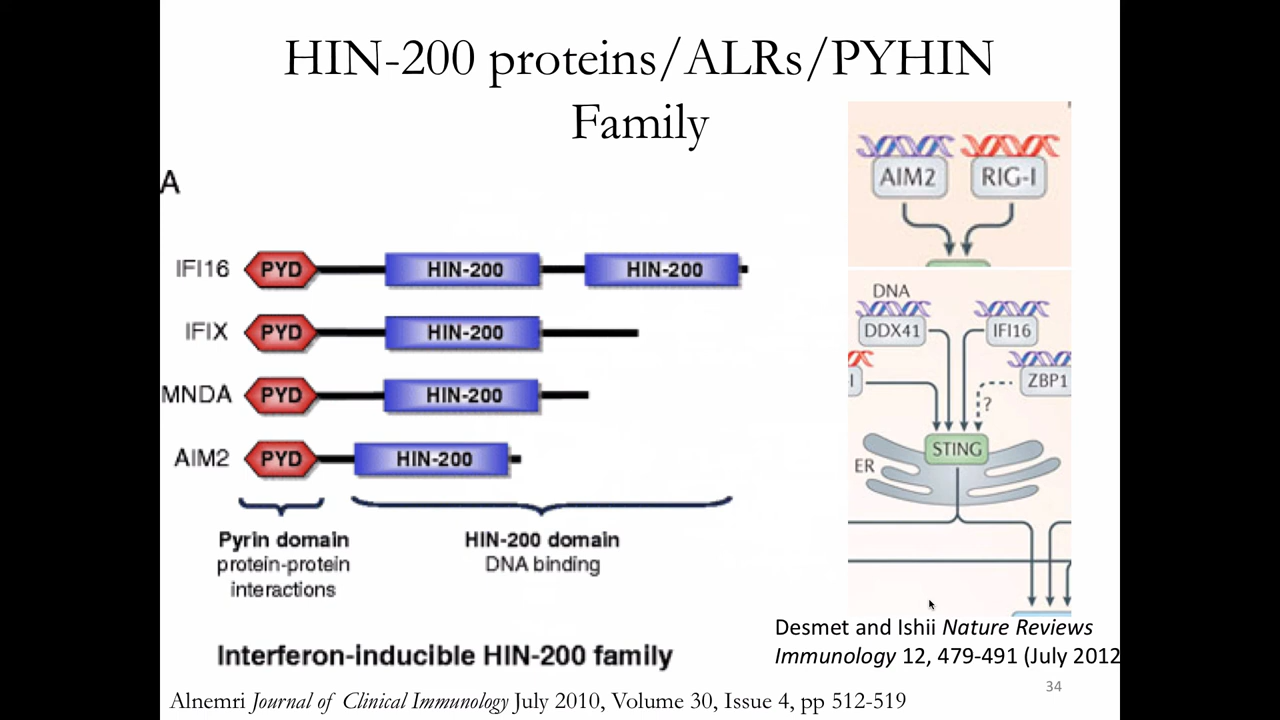 HIN-200 proteins/ALRs/PYHIN
Family
A
IFI16 PYD HIN-200 HIN-200
IFIX PYD HIN-200
MNDA PYD HIN-200
AIM2 PYD HIN-200
Pyrin domain
protein-protein
interactions
HIN-200 domain
DNA binding
Interferon-inducible HIN-200 family
AIM2 RIG-I
DNA
DDX41 IFI16
-I ZBP1
?
STING
ER
Desmet and Ishii Nature Reviews
Immunology 12, 479-491 (July 2012
34
Alnemri Journal of Clinical Immunology July 2010, Volume 30, Issue 4, pp 512-519